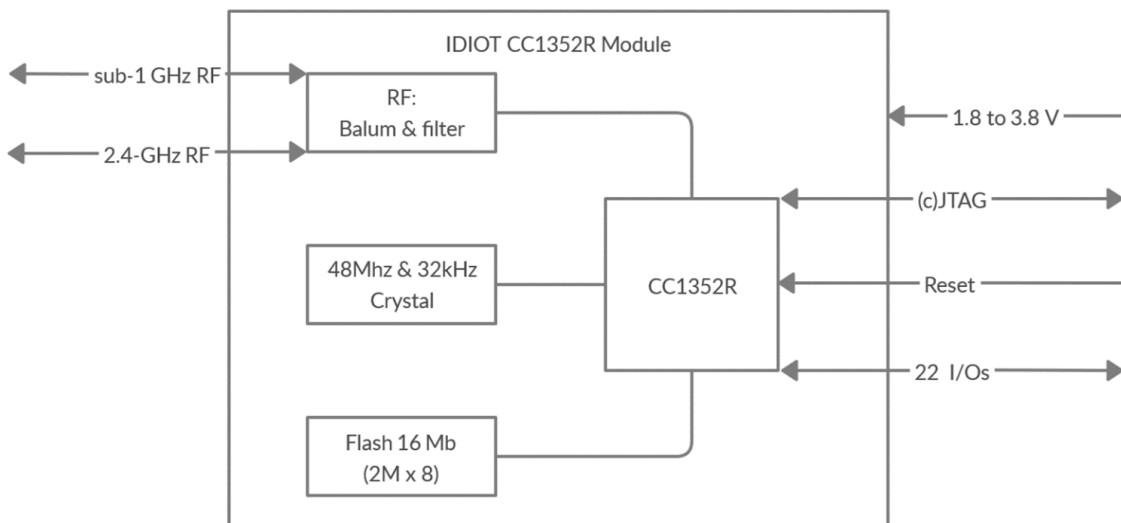 IDIOT CC1352R Module
sub-1 GHz RF
RF:
Balum & filter
2.4-GHz RF
1.8 to 3.8 V
(c)JTAG
48Mhz & 32kHz
Crystal
CC1352R
Reset
22 I/Os
Flash 16 Mb
(2M x 8)